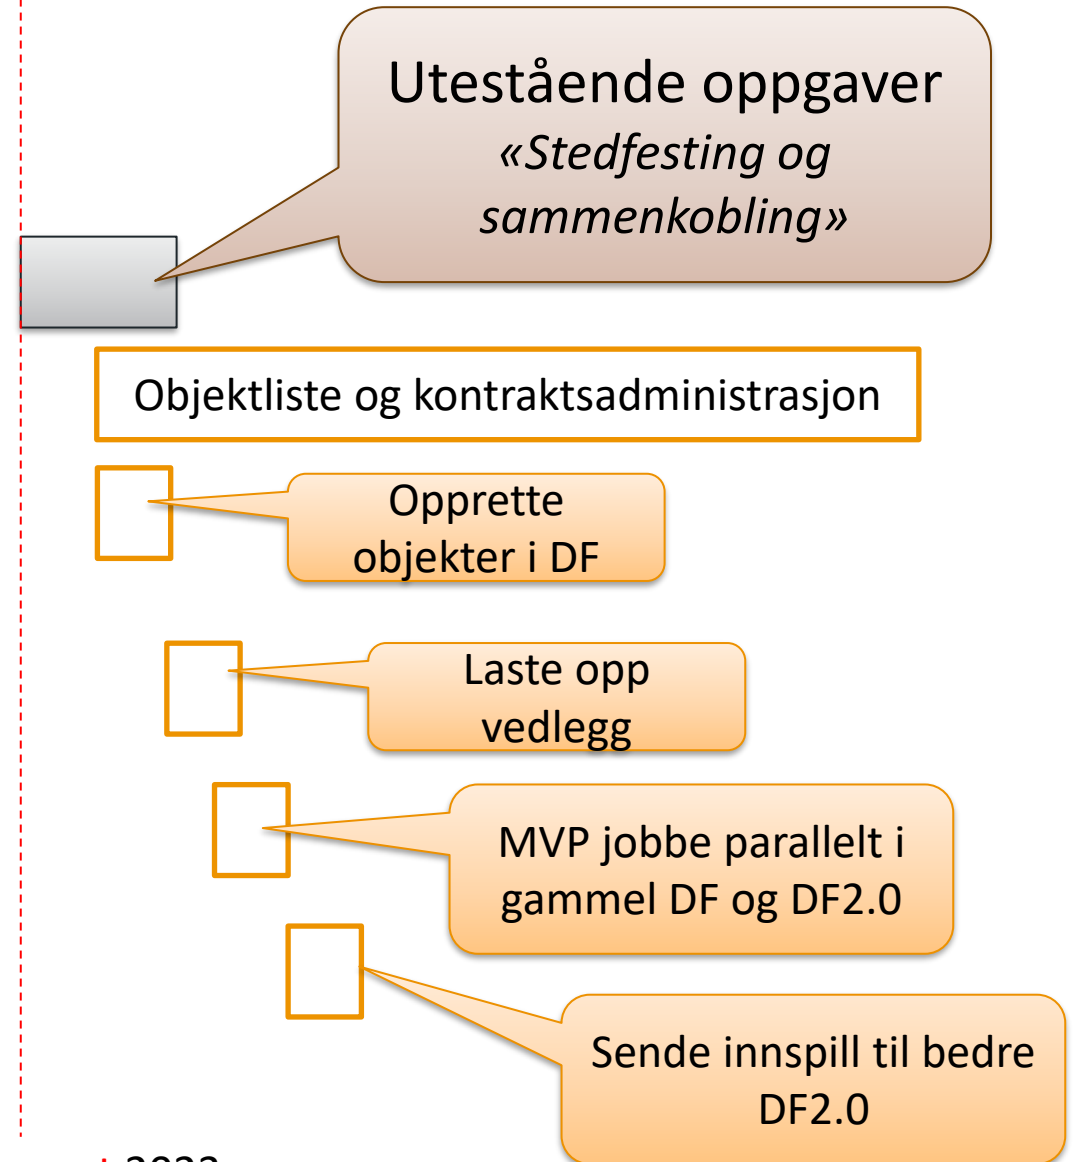 Utestående oppgaver
«Stedfesting og
sammenkobling»
Objektliste og kontraktsadministrasjon
Opprette
objekter i DF
Laste opp
vedlegg
MVP jobbe parallelt i
gammel DF og DF2.0
Sende innspill til bedre
DF2.0